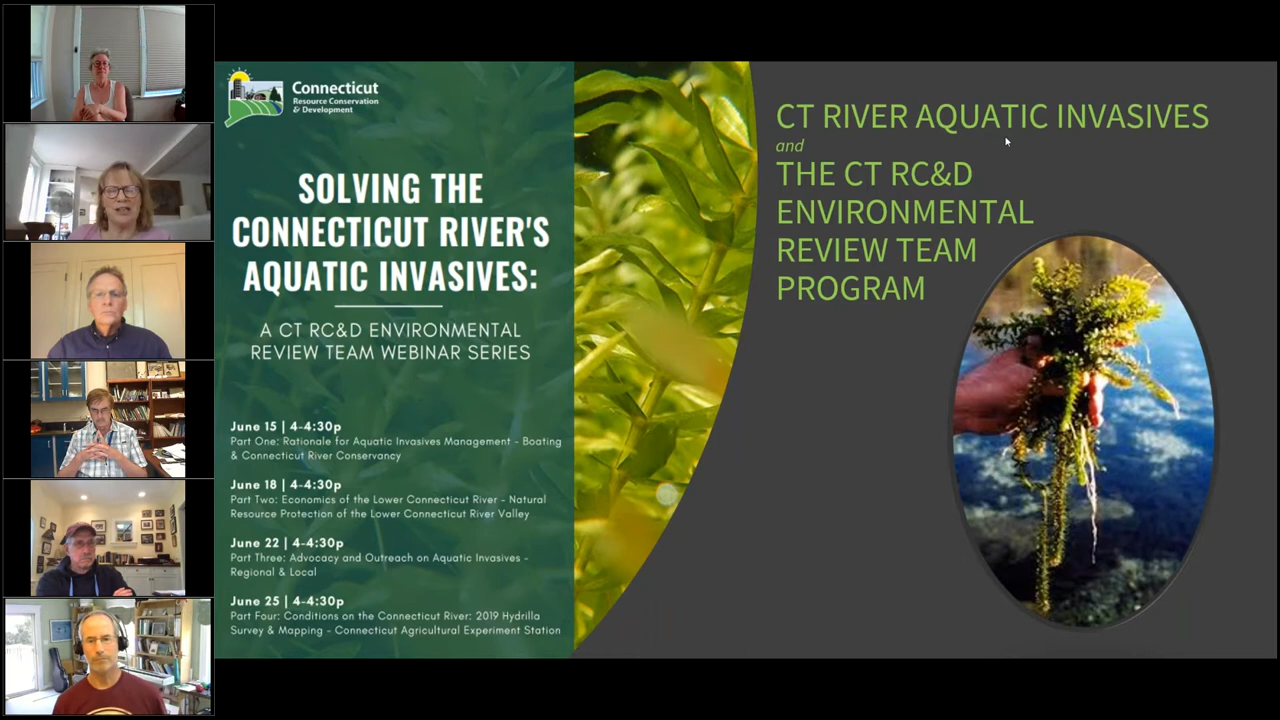 Connecticut
Resource Conservation
& Development
SOLVING THE
CONNECTICUT RIVER'S
AQUATIC INVASIVES:
A CT RC&D ENVIRONMENTAL
REVIEW TEAM WEBINAR SERIES
June 15 | 4-4:30p
Part One: Rationale for Aquatic Invasives Management - Boating
& Connecticut River Conservancy
June 18 | 4-4:30p
Part Two: Economics of the Lower Connecticut River - Natural
Resource Protection of the Lower Connecticut River Valley
June 22 | 4-4:30p
Part Three: Advocacy and Outreach on Aquatic Invasives -
Regional & Local
June 25 | 4-4:30p
Part Four: Conditions on the Connecticut River: 2019 Hydrilla
Survey & Mapping - Connecticut Agricultural Experiment Station
CT RIVER AQUATIC INVASIVES
and
THE CT RC&D
ENVIRONMENTAL
REVIEW TEAM
PROGRAM